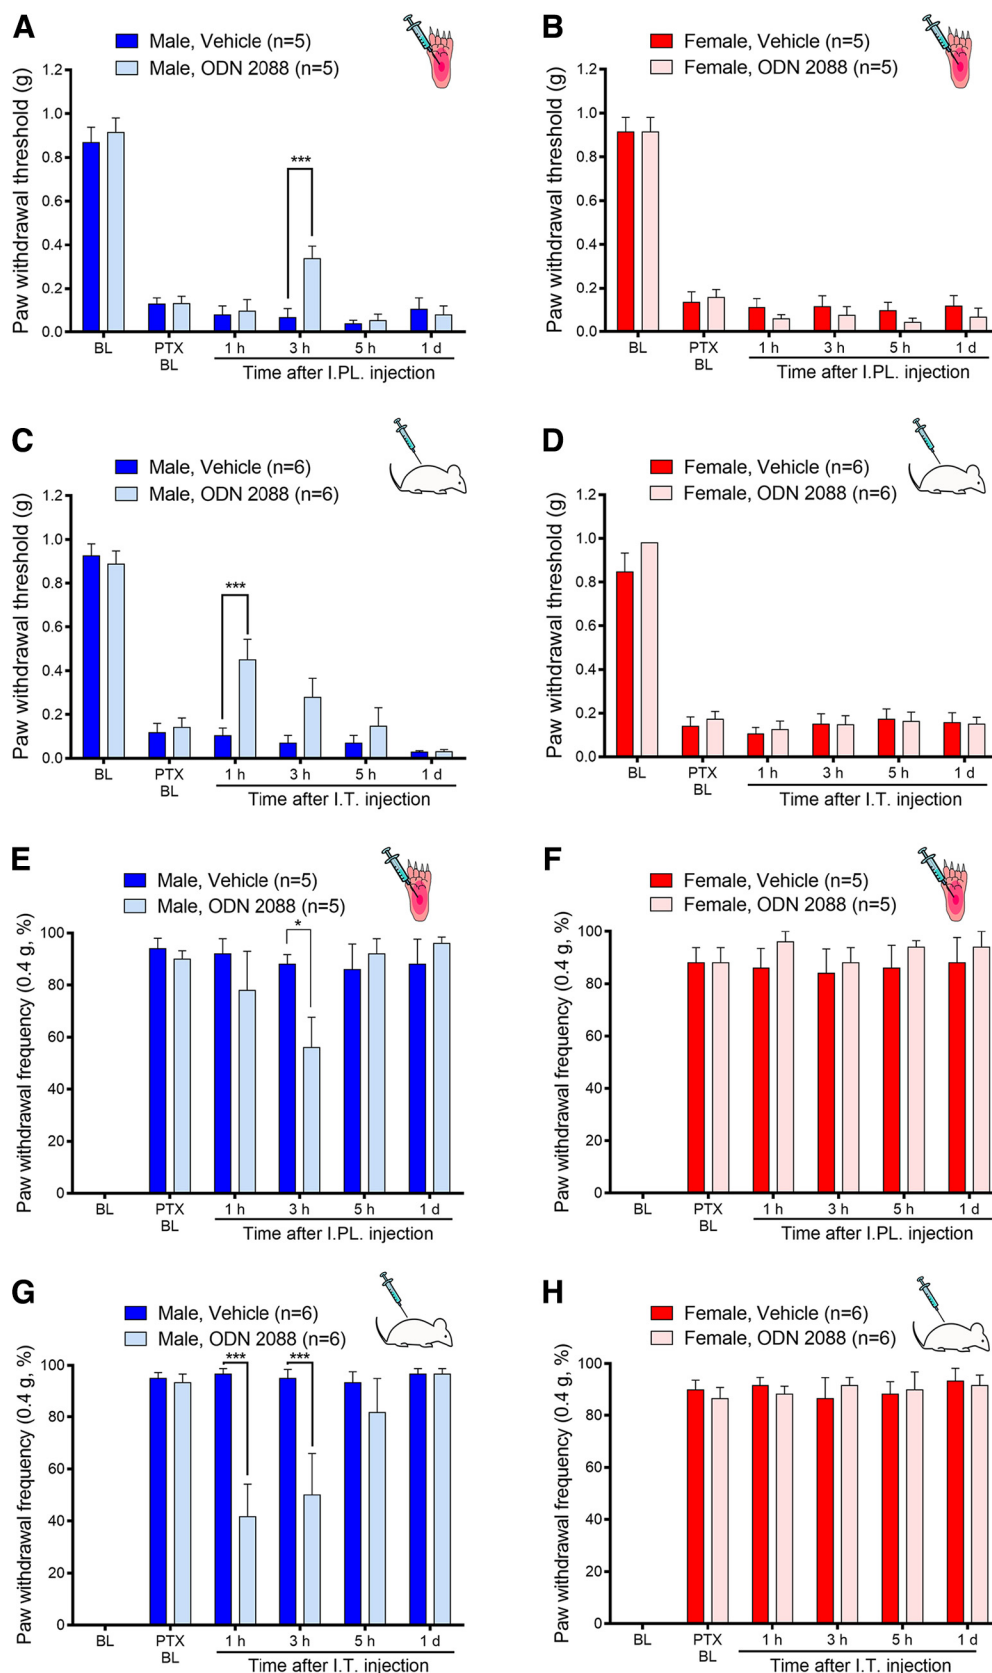 A
Male, Vehicle (n=5)
Male, ODN 2088 (n=5)
Paw withdrawal threshold (g)
1.2
1.0
0.8
0.6
0.4
0.2
0.0
***
BL
PTX
BL
1 h
3 h
5 h
1 d
Time after I.PL. injection
B
Female, Vehicle (n=5)
Female, ODN 2088 (n=5)
Paw withdrawal threshold (g)
1.2
1.0
0.8
0.6
0.4
0.2
0.0
BL
PTX
BL
1 h
3 h
5 h
1 d
Time after I.PL. injection
C
Male, Vehicle (n=6)
Male, ODN 2088 (n=6)
Paw withdrawal threshold (g)
1.2
1.0
0.8
0.6
0.4
0.2
0.0
***
BL
PTX
BL
1 h
3 h
5 h
1 d
Time after I.T. injection
D
Female, Vehicle (n=6)
Female, ODN 2088 (n=6)
Paw withdrawal threshold (g)
1.2
1.0
0.8
0.6
0.4
0.2
0.0
BL
PTX
BL
1 h
3 h
5 h
1 d
Time after I.T. injection
E
Male, Vehicle (n=5)
Male, ODN 2088 (n=5)
Paw withdrawal frequency (0.4 g, %)
100
80
60
40
20
0
*
BL
PTX
BL
1 h
3 h
5 h
1 d
Time after I.PL. injection
F
Female, Vehicle (n=5)
Female, ODN 2088 (n=5)
Paw withdrawal frequency (0.4 g, %)
100
80
60
40
20
0
BL
PTX
BL
1 h
3 h
5 h
1 d
Time after I.PL. injection
G
Male, Vehicle (n=6)
Male, ODN 2088 (n=6)
Paw withdrawal frequency (0.4 g, %)
100
80
60
40
20
0
***
***
BL
PTX
BL
1 h
3 h
5 h
1 d
Time after I.T. injection
H
Female, Vehicle (n=6)
Female, ODN 2088 (n=6)
Paw withdrawal frequency (0.4 g, %)
100
80
60
40
20
0
BL
PTX
BL
1 h
3 h
5 h
1 d
Time after I.T. injection